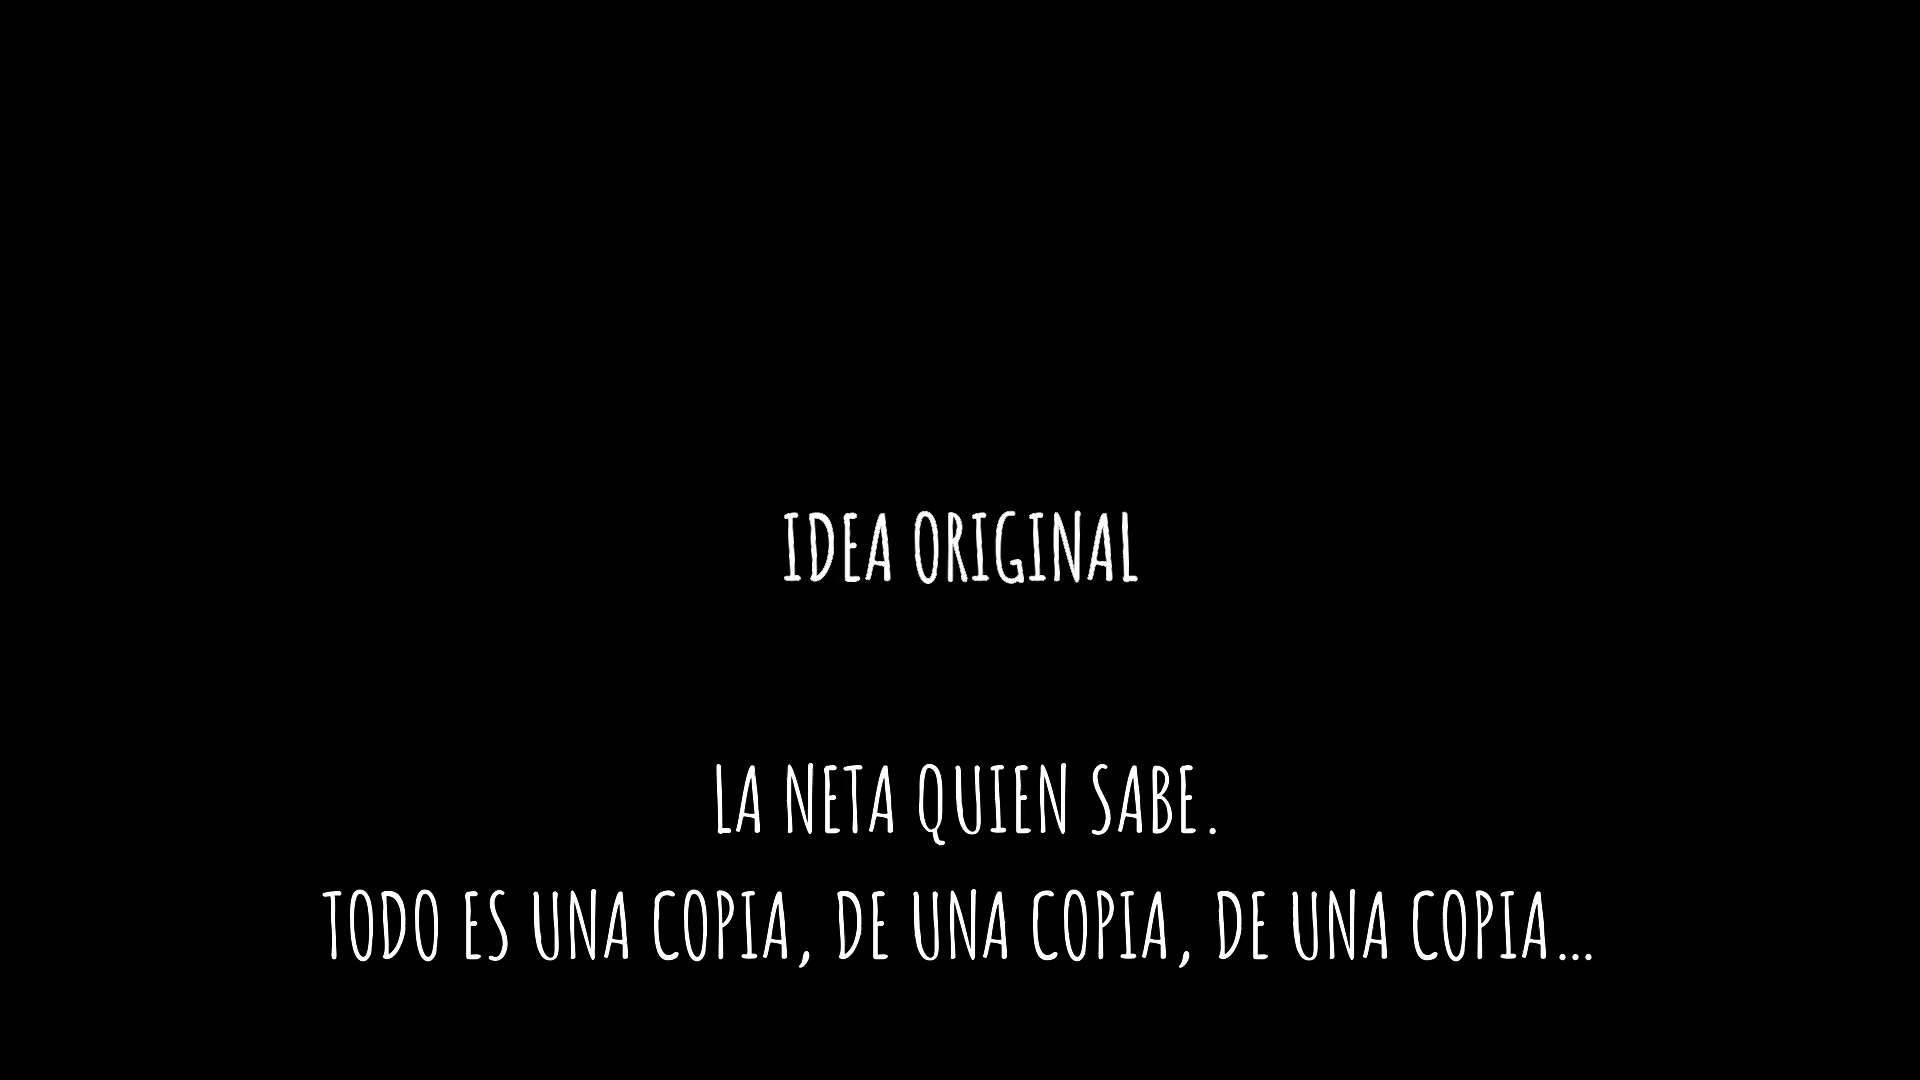 IDEA ORIGINAL
LA NETA QUIEN SABE.
TODO ES UNA COPIA, DE UNA COPIA, DE UNA COPIA...